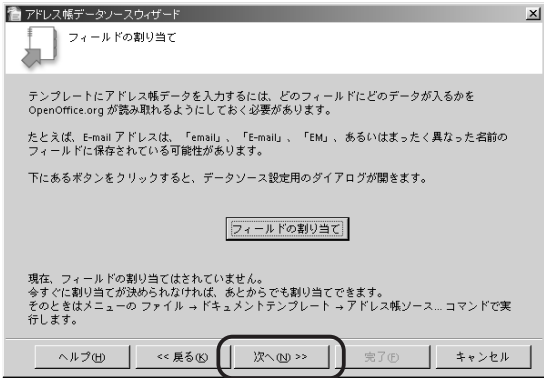 アドレス帳データソースウィザード
フィールドの割り当て
テンプレートにアドレス帳データを入力するには、どのフィールドにどのデータが入るかを
OpenOffice.org が読み取れるようにしておく必要があります。
たとえば、E-mail アドレスは、「email」、「E-mail」、「EM」、あるいはまったく異なった名前の
フィールドに保存されている可能性があります。
下にあるボタンをクリックすると、データソース設定用のダイアログが開きます。
フィールドの割り当て
現在、フィールドの割り当てはされていません。
今すぐに割り当てが決められなければ、あとからでも割り当てできます。
そのときはメニューの ファイル → ドキュメントテンプレート → アドレス帳ソース... コマンドで実
行します。
ヘルプ(H) << 戻る(K) 次へ(N) >> 完了(F) キャンセル